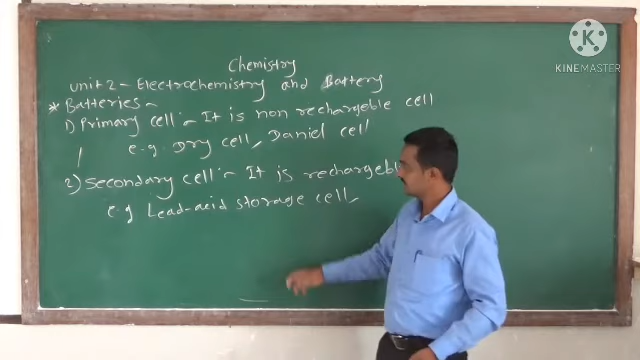 Chemistry
Unit 2 - Electrochemistry and Battery
* Batteries -
1) Primary cell - It is non rechargeble cell
e.g. Dry cell, Daniel cell
2) Secondary cell - It is rechargeble
e.g Lead-acid storage cell,
K
KINEMASTER